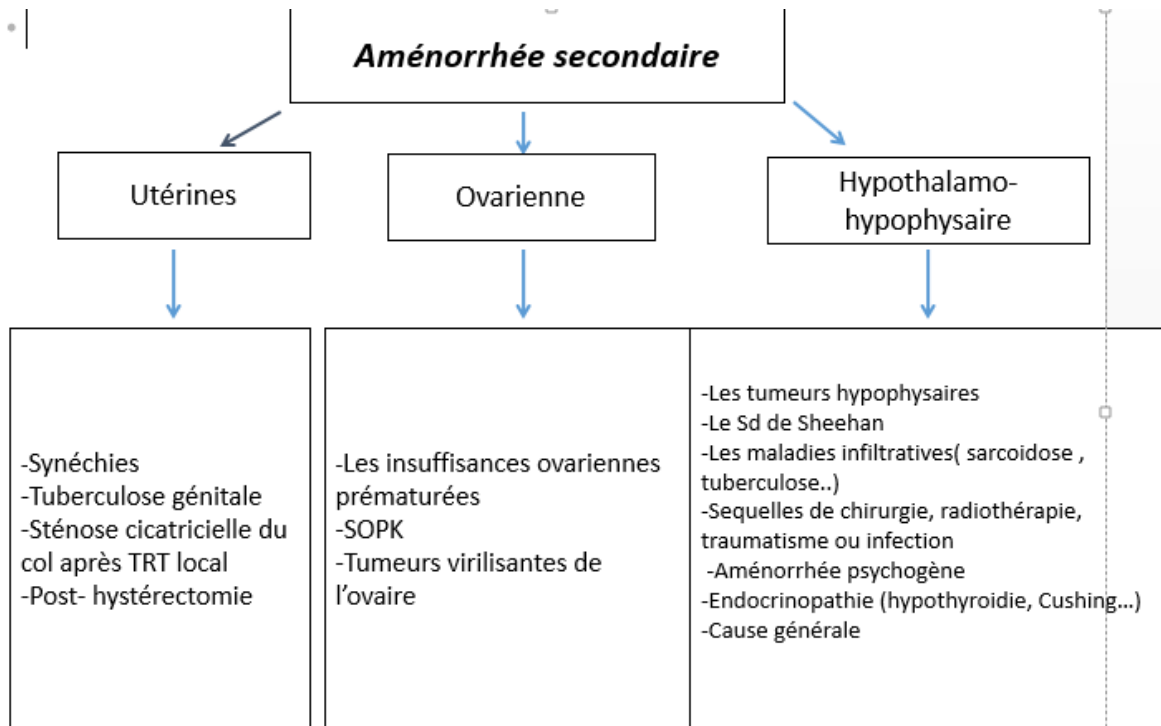 Aménorrhée secondaire
Utérines
Ovarienne
Hypothalamo-
hypophysaire
-Synéchies
-Tuberculose génitale
-Sténose cicatricielle du
col après TRT local
-Post- hystérectomie
-Les insuffisances ovariennes
prématurées
-SOPK
-Tumeurs virilisantes de
l’ovaire
-Les tumeurs hypophysaires
-Le Sd de Sheehan
-Les maladies infiltratives( sarcoidose ,
tuberculose..)
-Sequelles de chirurgie, radiothérapie,
traumatisme ou infection
-Aménorrhée psychogène
-Endocrinopathie (hypothyroidie, Cushing...)
-Cause générale